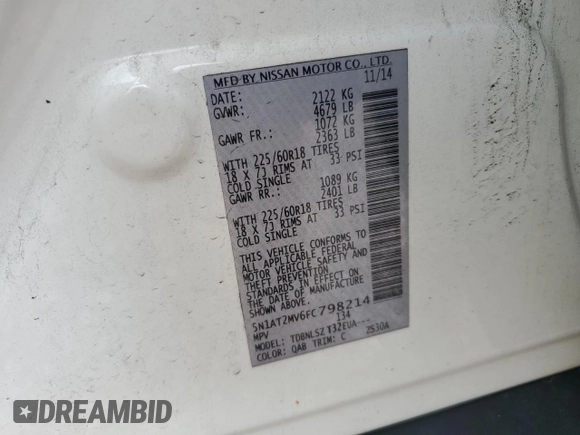 MFD BY NISSAN MOTOR CO., LTD.
DATE: 11/14
GVWR: 2122 KG
4679 LB
GAWR FR.: 1072 KG
2363 LB
WITH 225/60R18 TIRES
18 X 7J RIMS AT 33 PSI
COLD SINGLE
GAWR RR.: 1089 KG
2401 LB
WITH 225/60R18 TIRES
18 X 7J RIMS AT 33 PSI
COLD SINGLE
THIS VEHICLE CONFORMS TO
ALL APPLICABLE FEDERAL
MOTOR VEHICLE SAFETY AND
THEFT PREVENTION
STANDARDS IN EFFECT ON
THE DATE OF MANUFACTURE
SHOWN ABOVE.
5N1AT2MV6FC798214
MPV 134
MODEL: TDBNLSZ T32EUA---
COLOR: QAB TRIM: C 2530A
DREAMBID